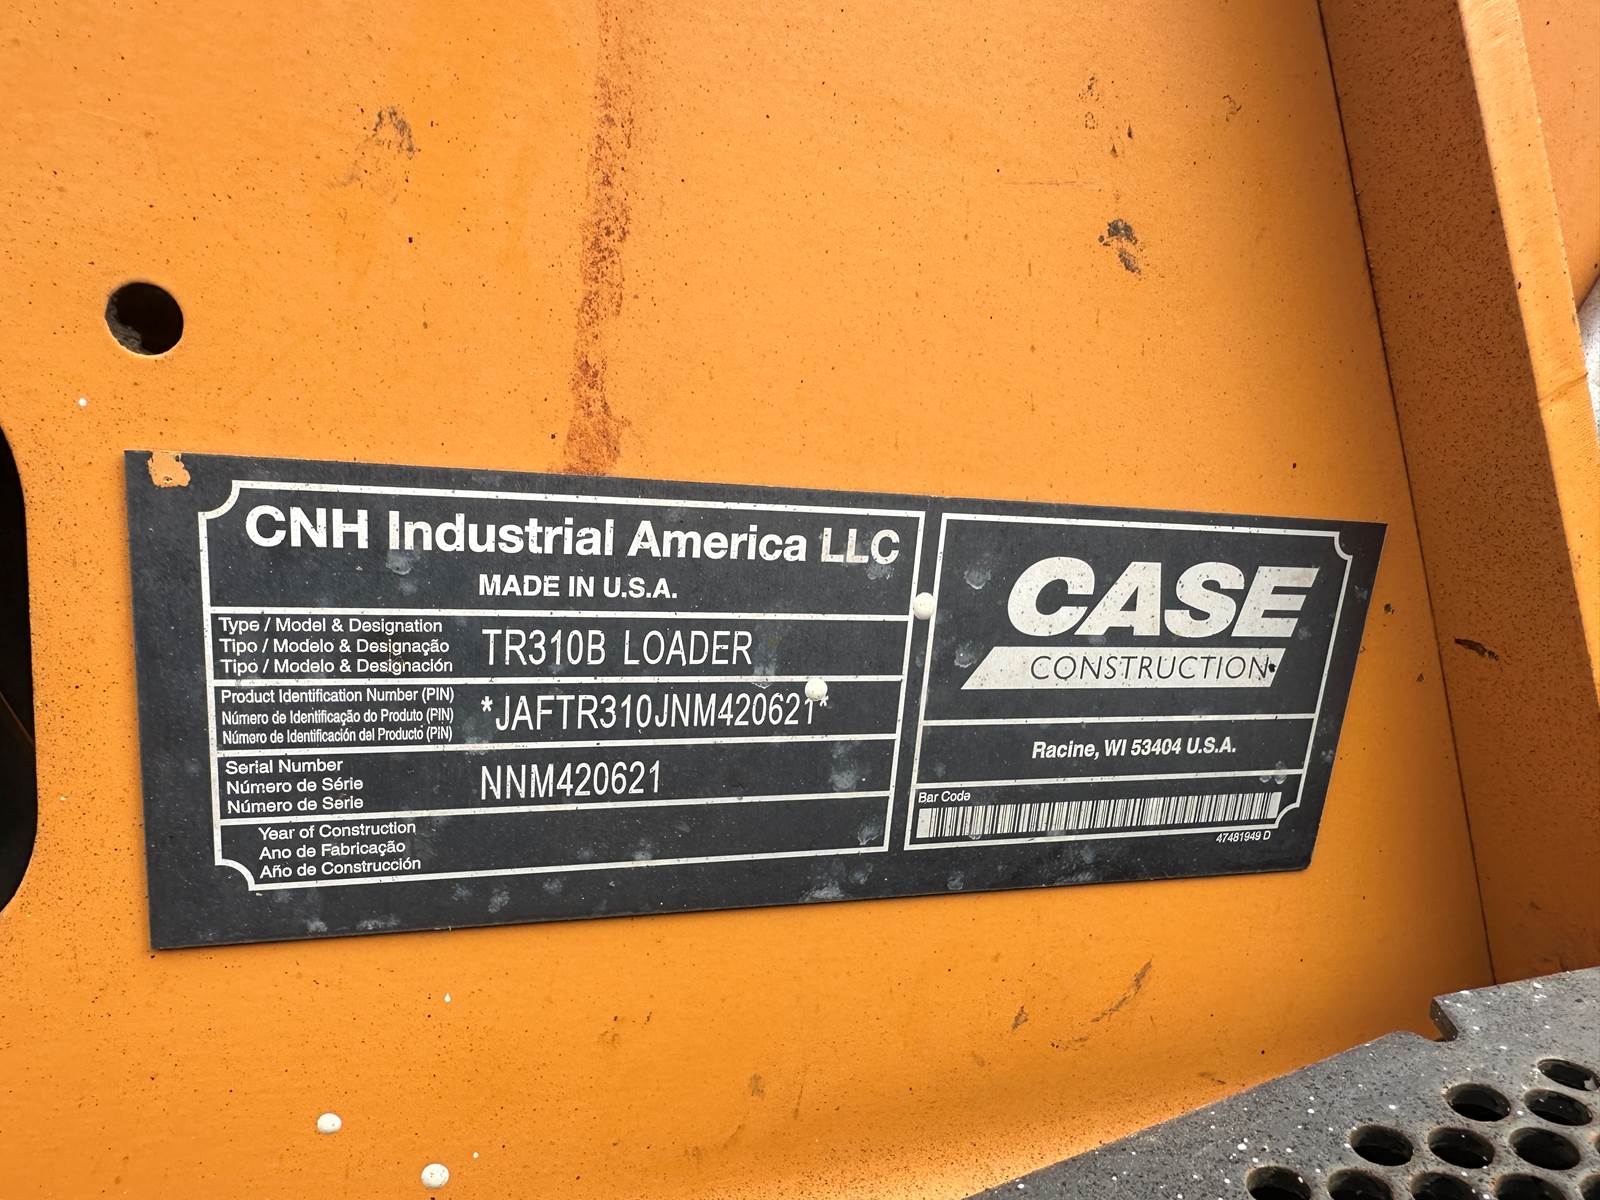 CNH Industrial America LLC
MADE IN U.S.A.
Type / Model & Designation
Tipo / Modelo & Designação
Tipo / Modelo & Designación
TR310B LOADER
Product Identification Number (PIN)
Número de Identificação do Produto (PIN)
Número de Identificación del Producto (PIN)
*JAFTR310JNM420621*
Serial Number
Número de Série
Número de Serie
NNM420621
Year of Construction
Ano de Fabricação
Año de Construcción
CASE
CONSTRUCTION
Racine, WI 53404 U.S.A.
Bar Code
47481949 D